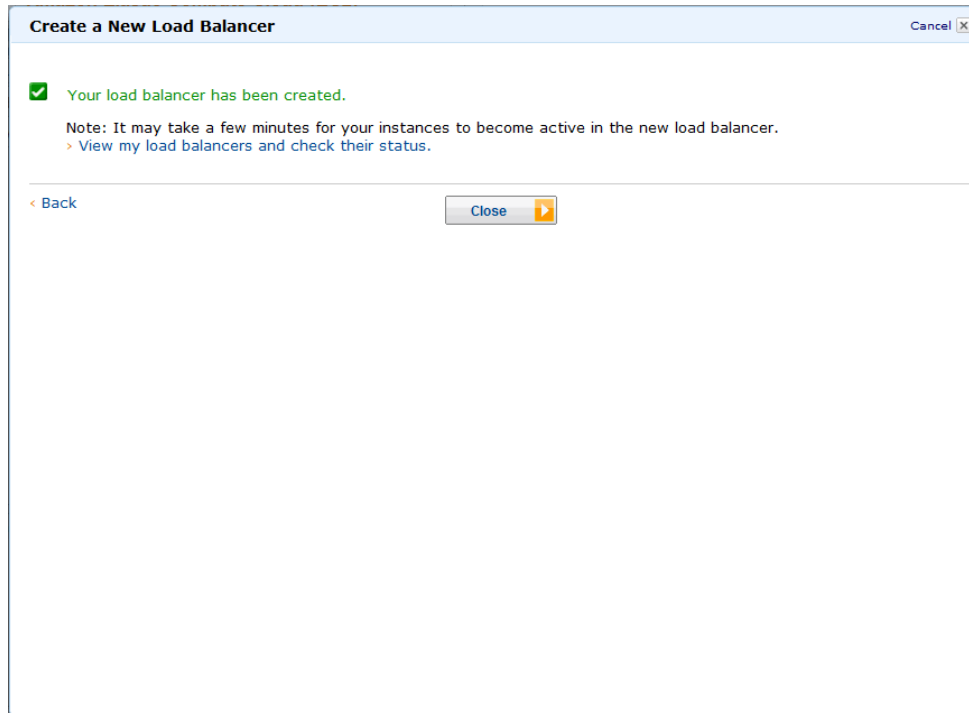 Create a New Load Balancer
Cancel
Your load balancer has been created.
Note: It may take a few minutes for your instances to become active in the new load balancer.
› View my load balancers and check their status.
‹ Back
Close